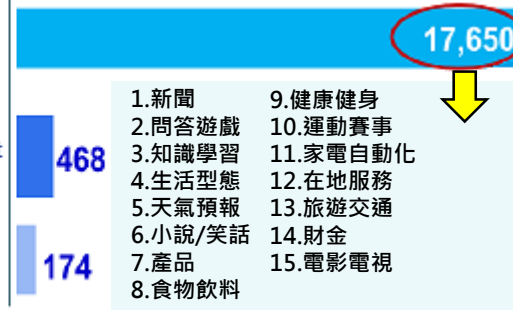 17,650
468
174
1.新聞
2.問答遊戲
3.知識學習
4.生活型態
5.天氣預報
6.小說/笑話
7.產品
8.食物飲料
9.健康健身
10.運動賽事
11.家電自動化
12.在地服務
13.旅遊交通
14.財金
15.電影電視